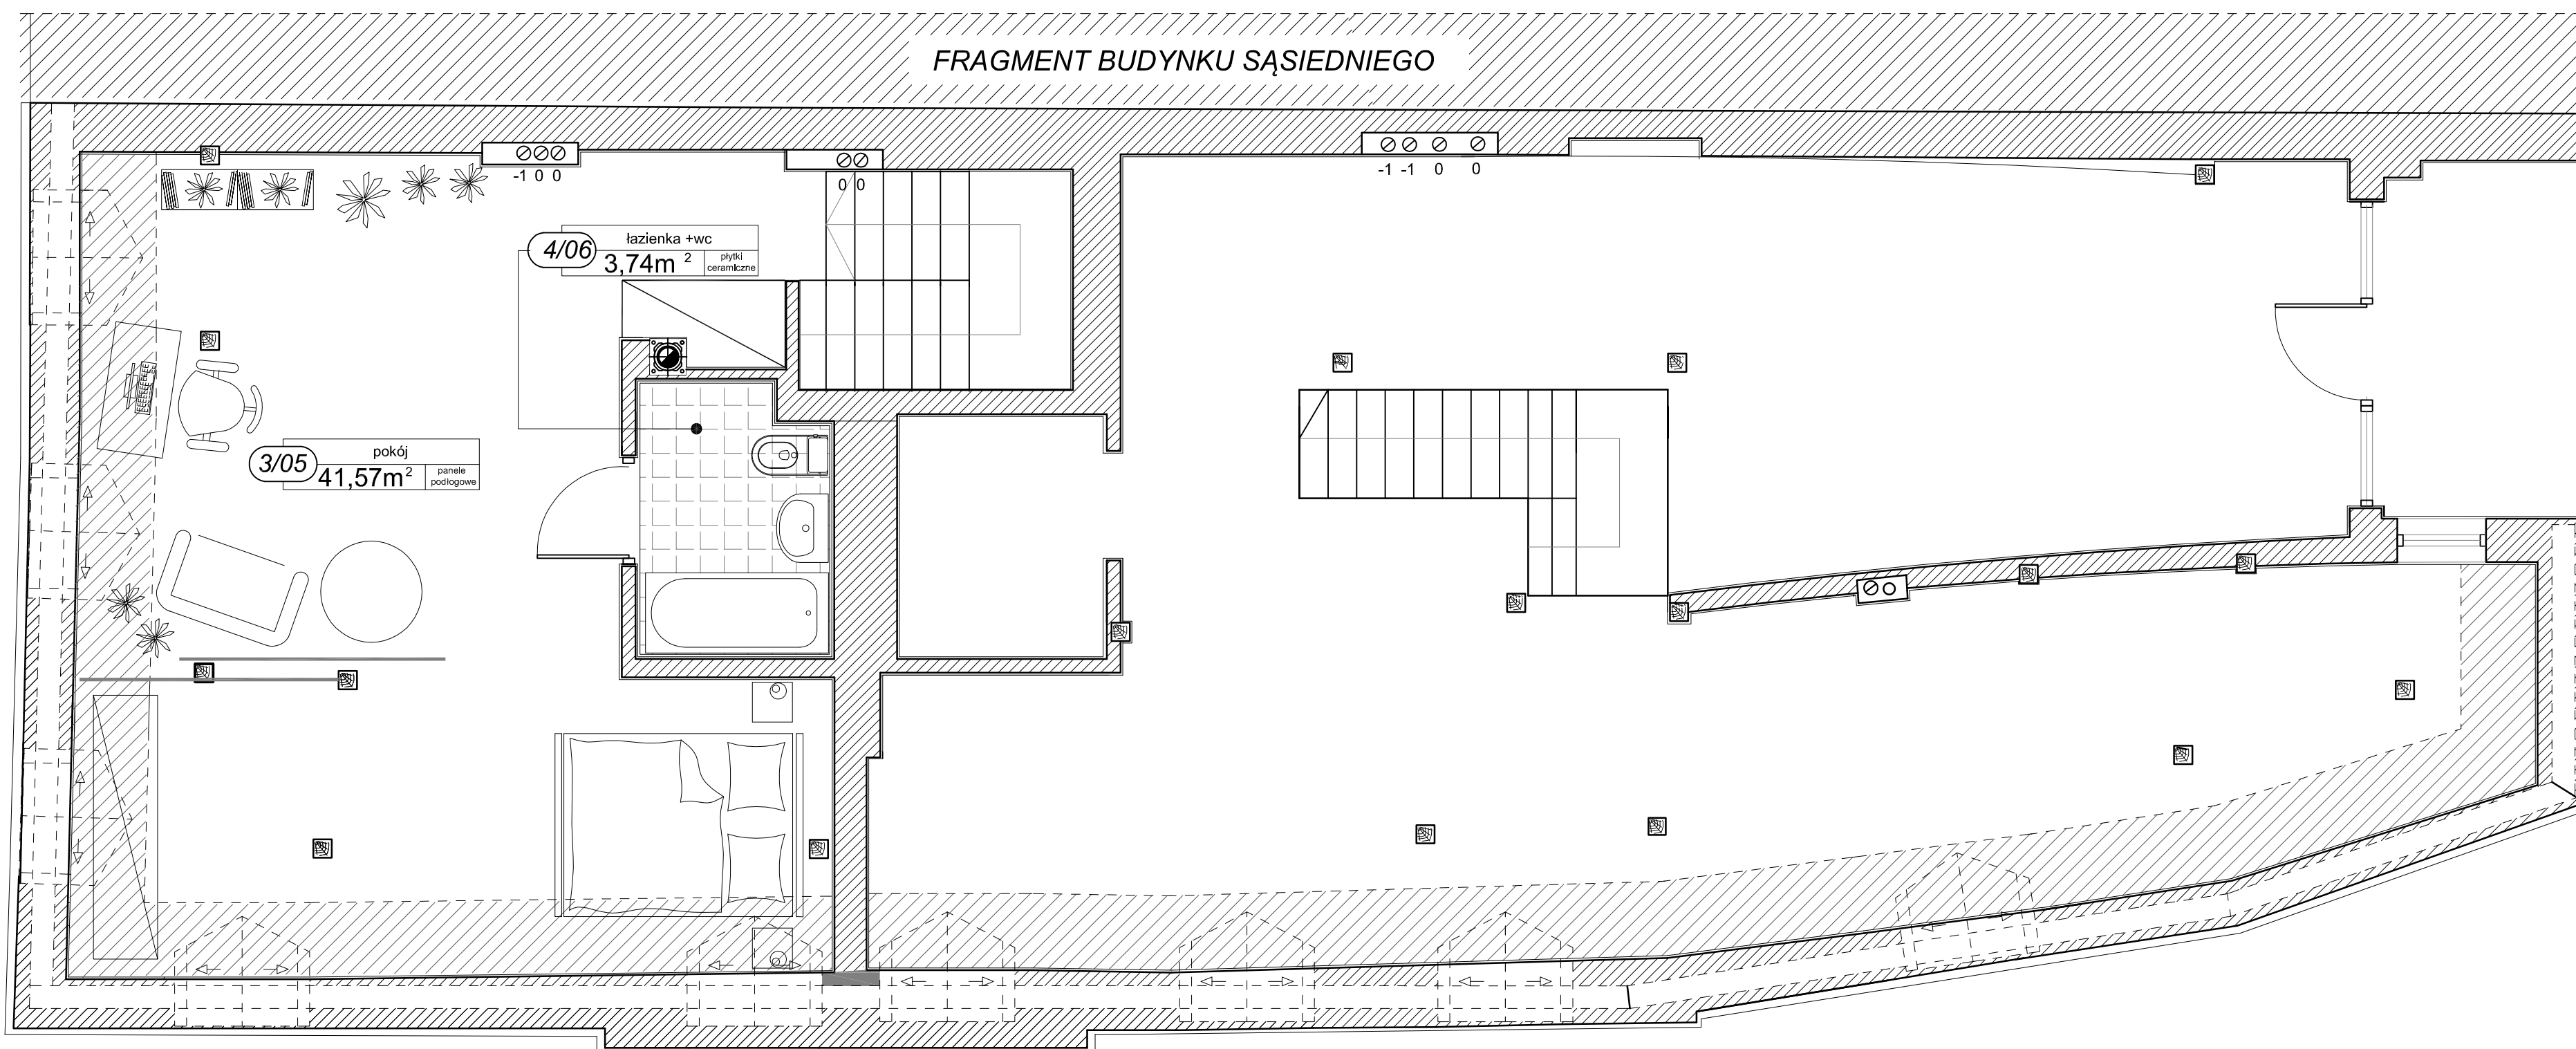 FRAGMENT BUDYNKU SĄSIEDNIEGO
-1 0 0
0 0
-1 -1 0 0
4/06
łazienka +wc
3,74m 2
płytki
ceramiczne
3/05
pokój
41,57m2
panele
podłogowe